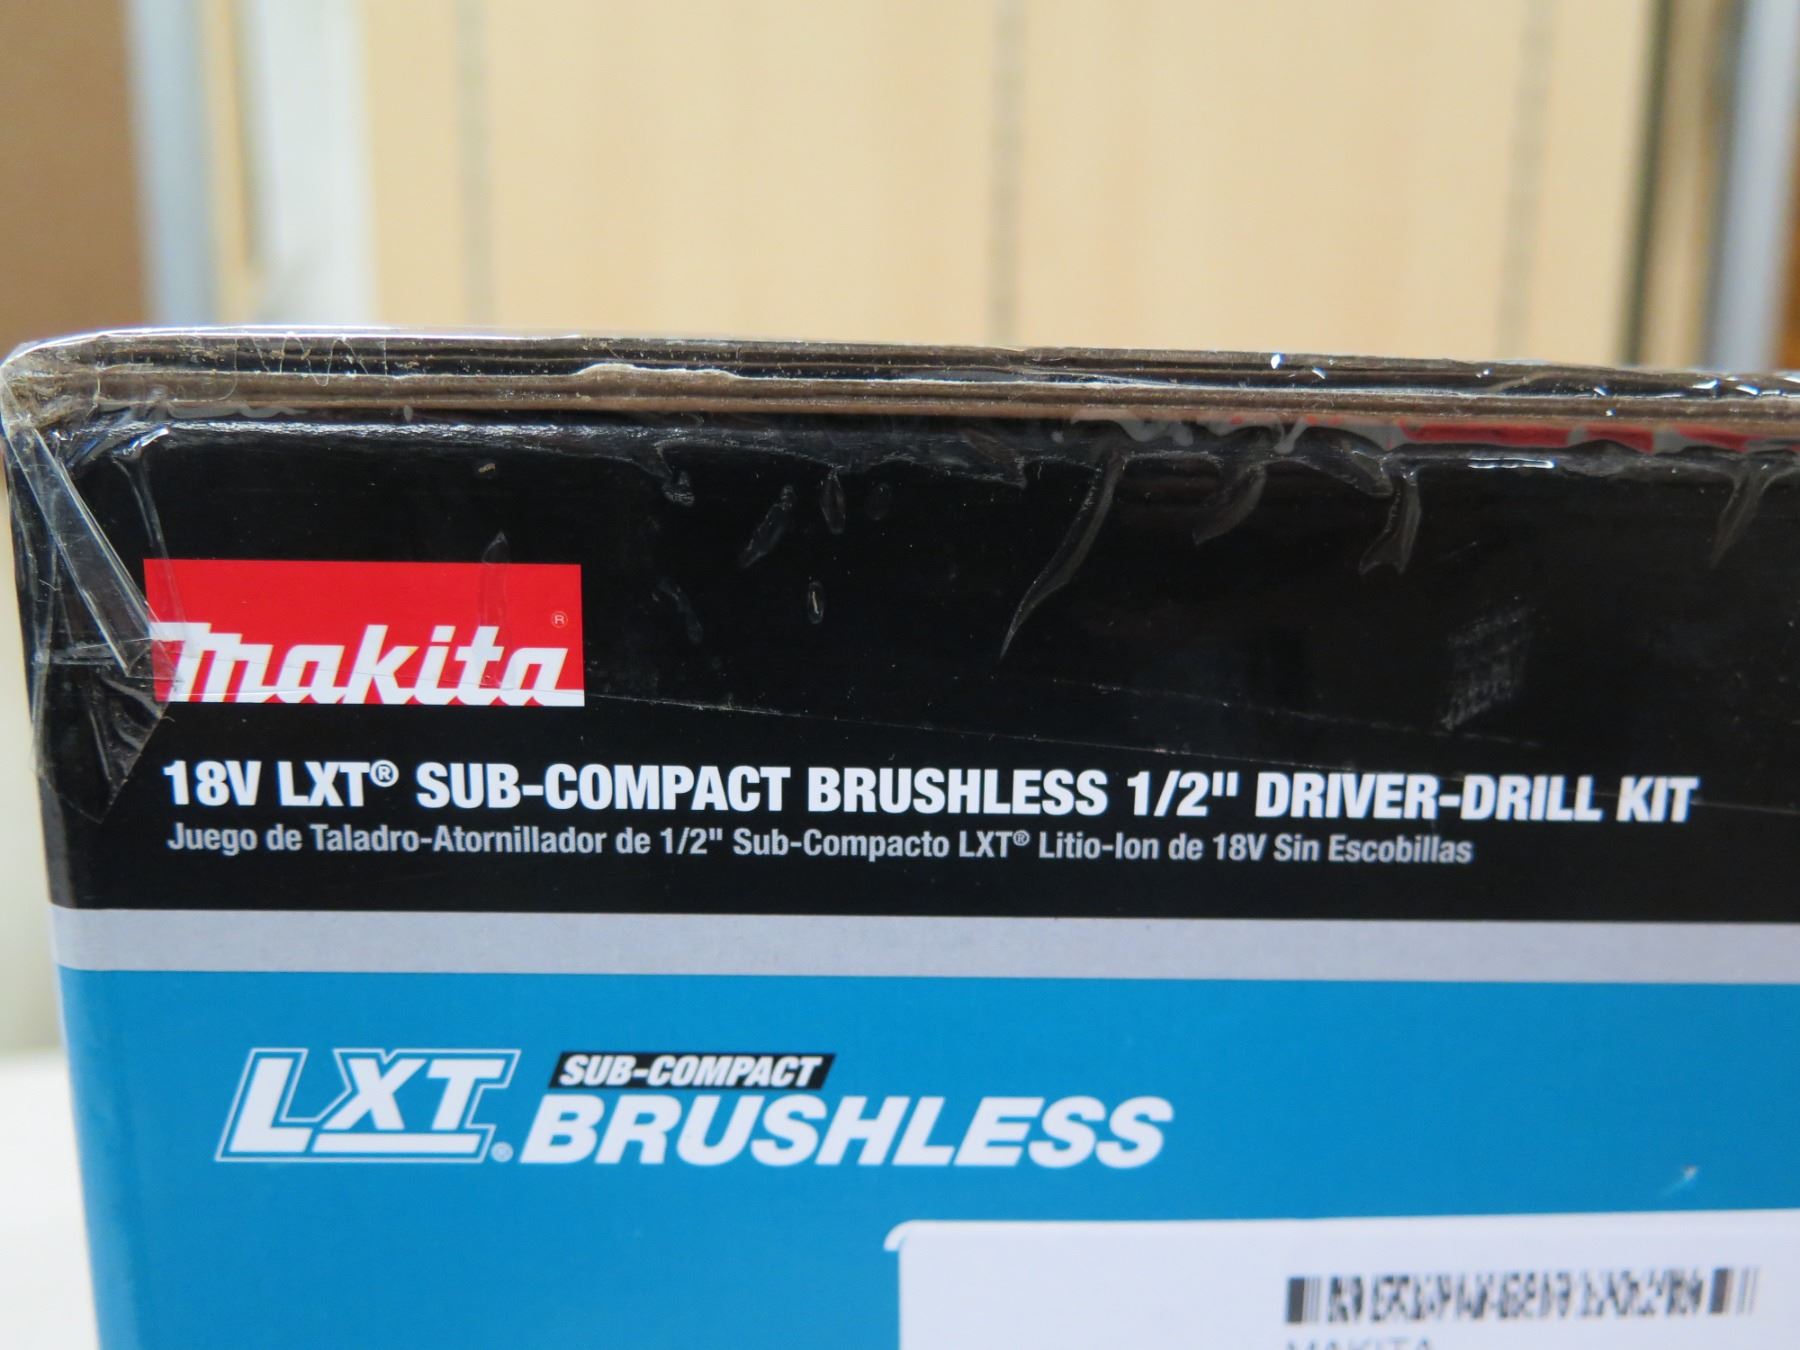 makita®
18V LXT® SUB-COMPACT BRUSHLESS 1/2" DRIVER-DRILL KIT
Juego de Taladro-Atornillador de 1/2" Sub-Compacto LXT® Litio-Ion de 18V Sin Escobillas
LXT® SUB-COMPACT
BRUSHLESS
MAKITA